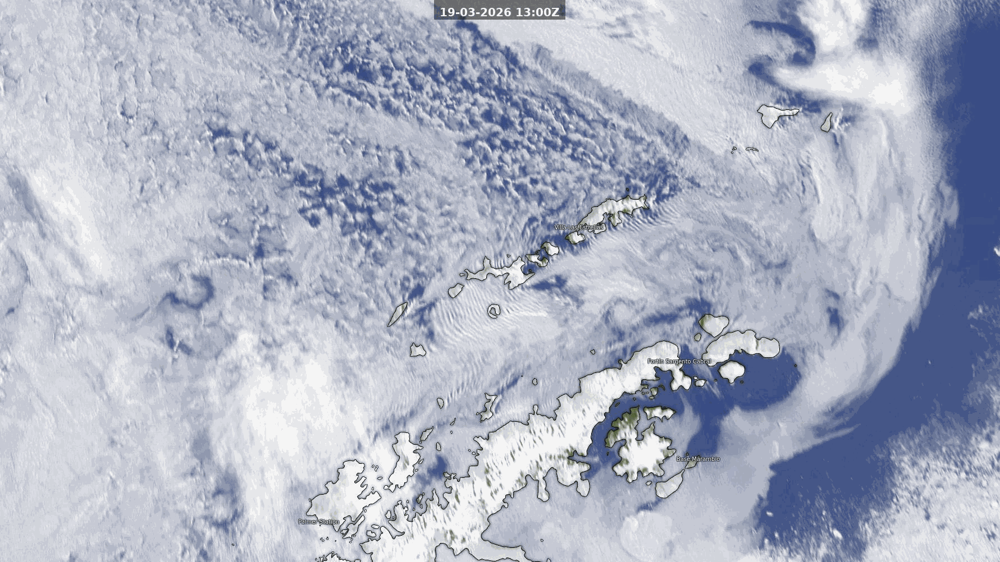 19-03-2026 13:00Z
Villa Las Estrellas
Fortín Sargento Cabral
Base Marambio
Palmer Station